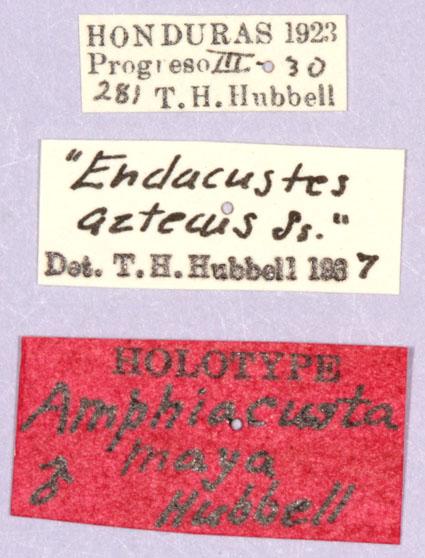 HONDURAS 1923
Progreso III-30
281 T.H. Hubbell
"Endacustes
aztecus Ss."
Det. T.H. Hubbell 1937
HOLOTYPE
Amphiacusta
maya
♂ Hubbell